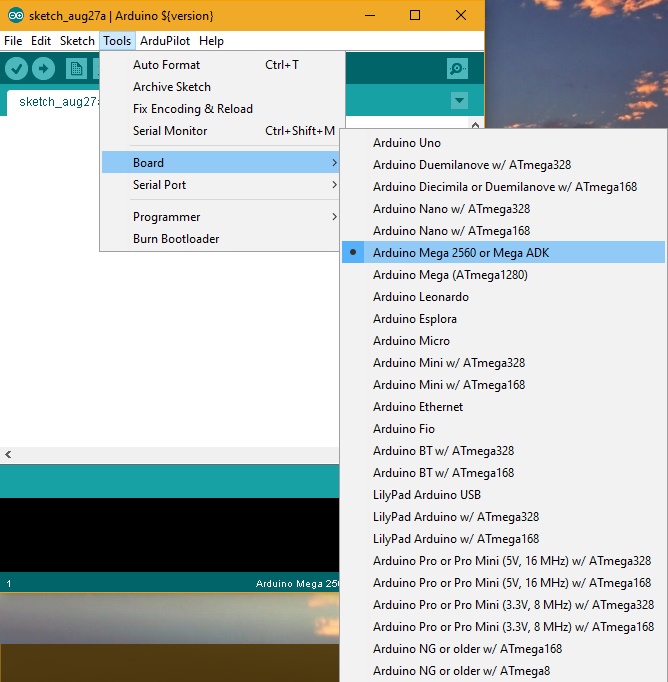 sketch_aug27a | Arduino ${version}
File Edit Sketch Tools ArduPilot Help
sketch_aug27a
Auto Format Ctrl+T
Archive Sketch
Fix Encoding & Reload
Serial Monitor Ctrl+Shift+M
Board
Serial Port
Programmer
Burn Bootloader
Arduino Uno
Arduino Duemilanove w/ ATmega328
Arduino Diecimila or Duemilanove w/ ATmega168
Arduino Nano w/ ATmega328
Arduino Nano w/ ATmega168
Arduino Mega 2560 or Mega ADK
Arduino Mega (ATmega1280)
Arduino Leonardo
Arduino Esplora
Arduino Micro
Arduino Mini w/ ATmega328
Arduino Mini w/ ATmega168
Arduino Ethernet
Arduino Fio
Arduino BT w/ ATmega328
Arduino BT w/ ATmega168
LilyPad Arduino USB
LilyPad Arduino w/ ATmega328
LilyPad Arduino w/ ATmega168
Arduino Pro or Pro Mini (5V, 16 MHz) w/ ATmega328
Arduino Pro or Pro Mini (5V, 16 MHz) w/ ATmega168
Arduino Pro or Pro Mini (3.3V, 8 MHz) w/ ATmega328
Arduino Pro or Pro Mini (3.3V, 8 MHz) w/ ATmega168
Arduino NG or older w/ ATmega168
Arduino NG or older w/ ATmega8
1 Arduino Mega 256